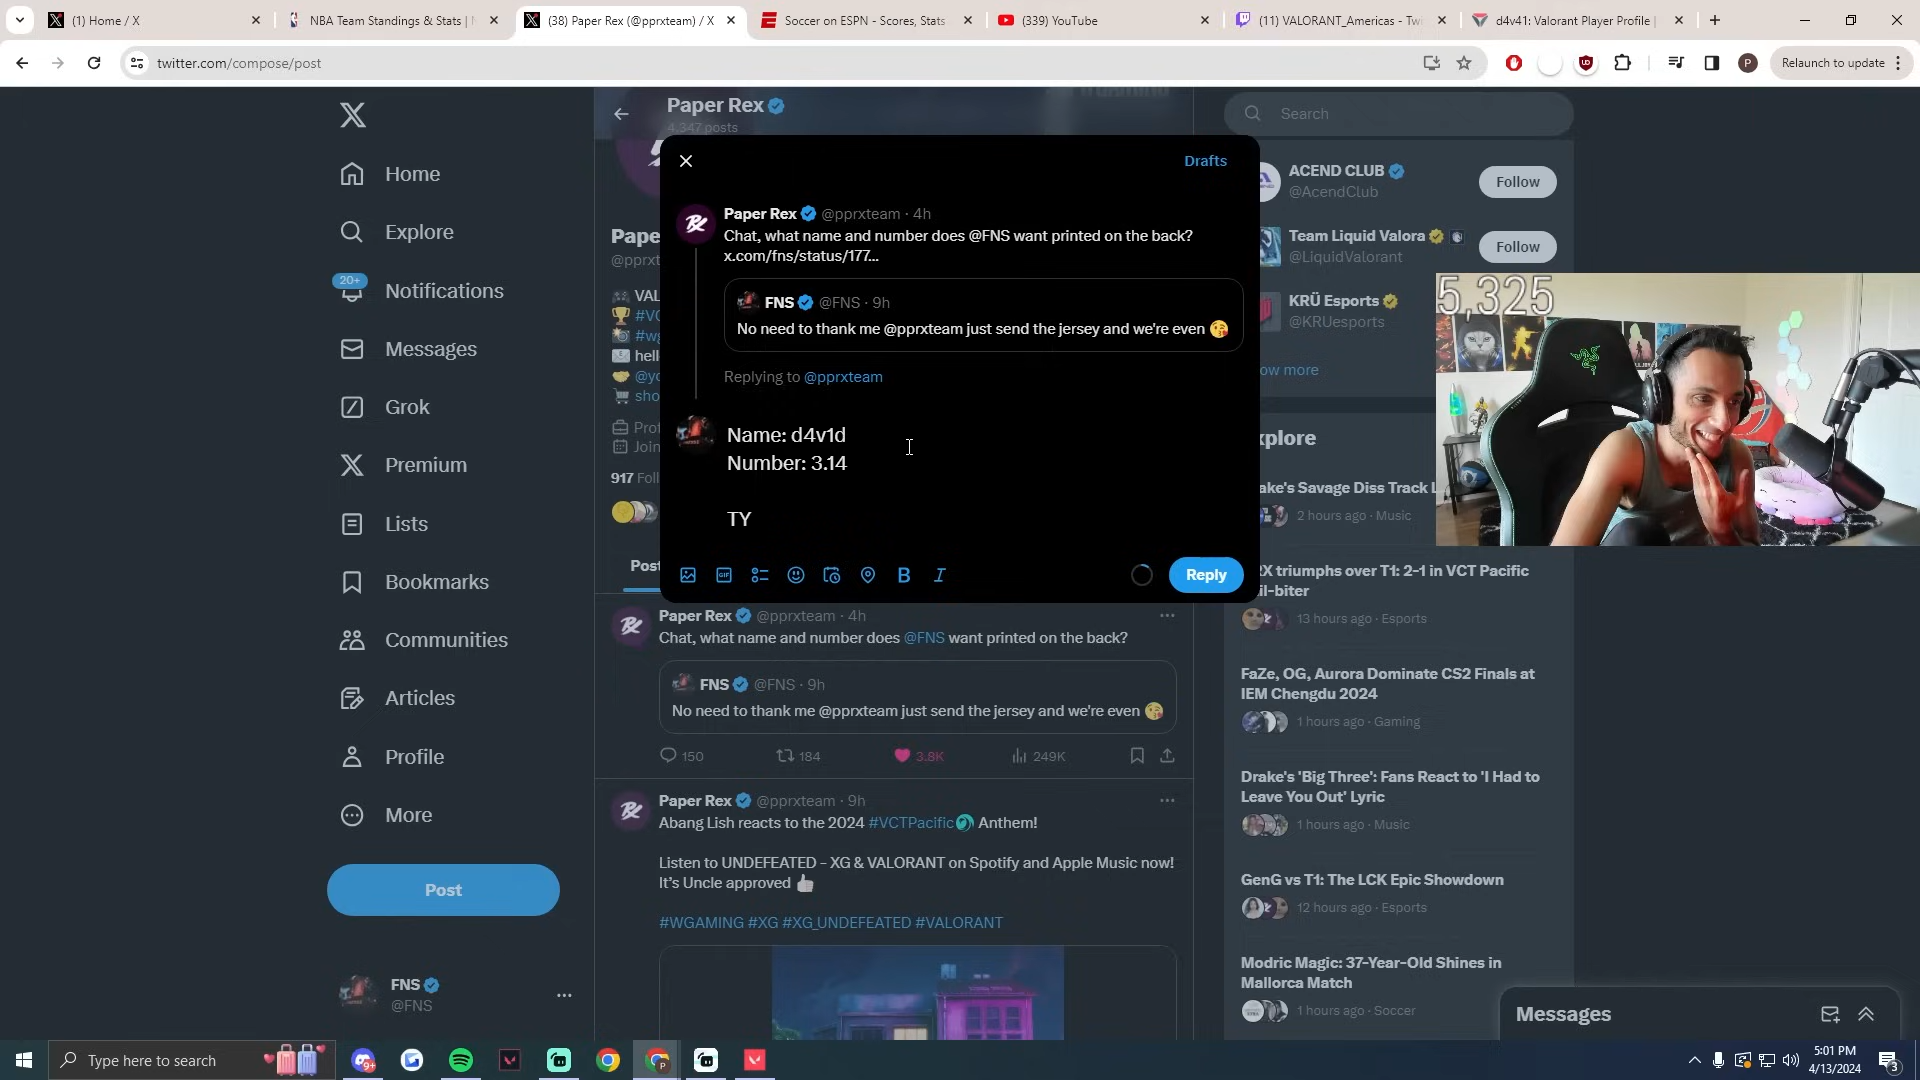 (1) Home / X
NBA Team Standings & Stats |
(38) Paper Rex (@pprxteam) / X
Soccer on ESPN - Scores, Stats
(339) YouTube
(11) VALORANT_Americas - Tw
d4v41: Valorant Player Profile |
twitter.com/compose/post
Relaunch to update
Home
Explore
20+
Notifications
Messages
Grok
Premium
Lists
Bookmarks
Communities
Articles
Profile
More
Post
FNS
@FNS
Paper Rex
4,347 posts
Drafts
Paper Rex @pprxteam · 4h
Chat, what name and number does @FNS want printed on the back?
x.com/fns/status/177...
FNS @FNS · 9h
No need to thank me @pprxteam just send the jersey and we're even 😘
Replying to @pprxteam
Name: d4v1d
Number: 3.14
TY
Reply
917
Paper Rex @pprxteam · 4h
Chat, what name and number does @FNS want printed on the back?
FNS @FNS · 9h
No need to thank me @pprxteam just send the jersey and we're even 😘
150
184
3.8K
249K
Paper Rex @pprxteam · 9h
Abang Lish reacts to the 2024 #VCTPacific Anthem!
Listen to UNDEFEATED - XG & VALORANT on Spotify and Apple Music now!
It's Uncle approved 👍
#WGAMING #XG #XG_UNDEFEATED #VALORANT
Search
ACEND CLUB
@AcendClub
Follow
Team Liquid Valora
@LiquidValorant
Follow
KRÜ Esports
@KRUesports
5,325
2 hours ago · Music
RX triumphs over T1: 2-1 in VCT Pacific
13 hours ago · Esports
FaZe, OG, Aurora Dominate CS2 Finals at
IEM Chengdu 2024
1 hours ago · Gaming
Drake's 'Big Three': Fans React to 'I Had to
Leave You Out' Lyric
1 hours ago · Music
GenG vs T1: The LCK Epic Showdown
12 hours ago · Esports
Modric Magic: 37-Year-Old Shines in
Mallorca Match
1 hours ago · Soccer
Messages
Type here to search
5:01 PM
4/13/2024
3